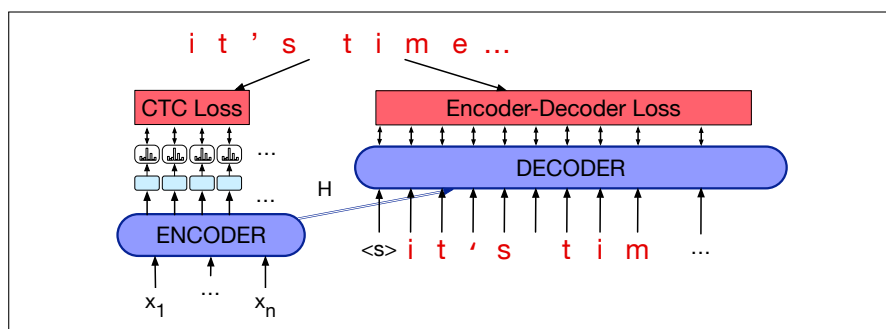 i t ’ s t i m e …
CTC Loss Encoder-Decoder Loss
…
DECODER
… H
ENCODER
<s> i t ‘ s t i m …
x1 … xn